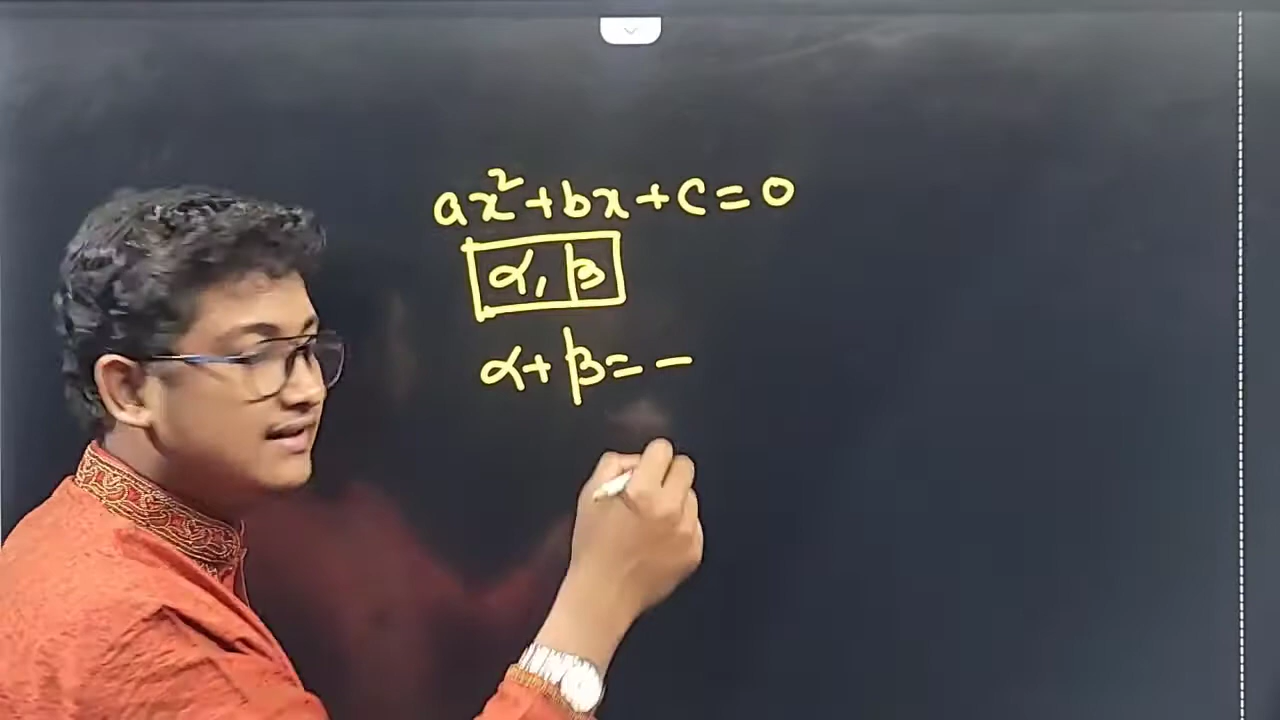 ax²+bx+c=0
α, β
α+β=-